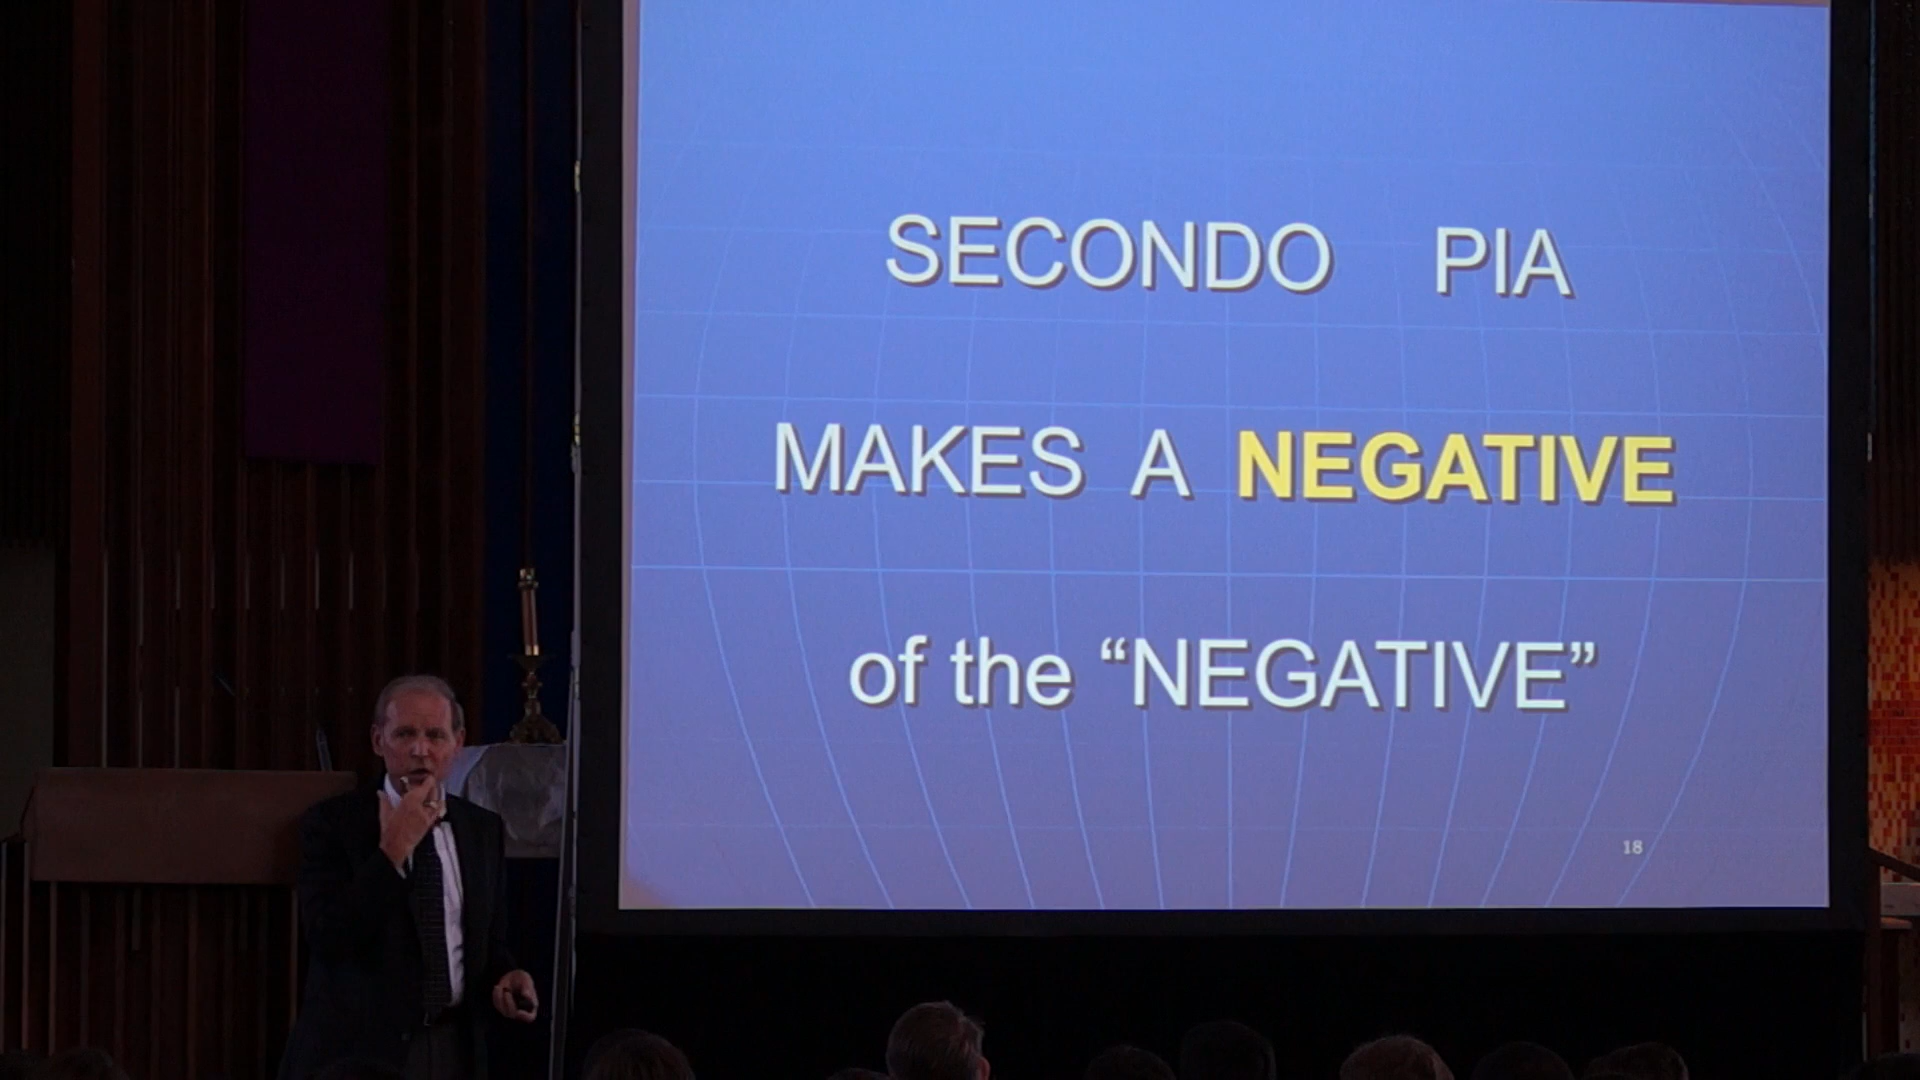 SECONDO PIA
MAKES A NEGATIVE
of the “NEGATIVE”
18